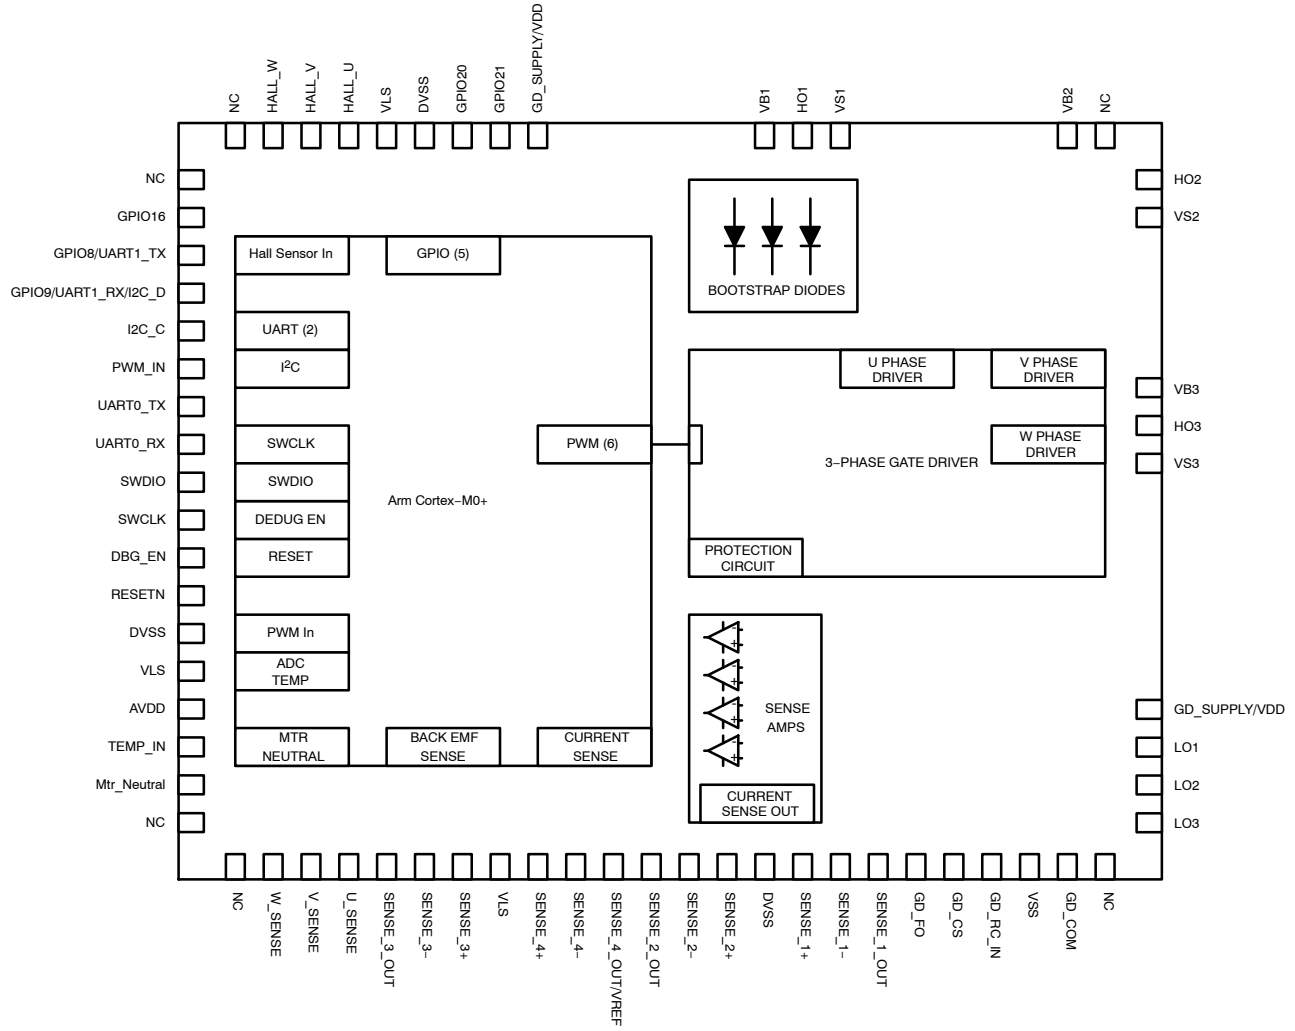 NC
HALL_W
HALL_V
HALL_U
VLS
DVSS
GPIO20
GPIO21
GD_SUPPLY/VDD
VB1
HO1
VS1
VB2
NC
NC
GPIO16
GPIO8/UART1_TX
GPIO9/UART1_RX/I2C_D
I2C_C
PWM_IN
UART0_TX
UART0_RX
SWDIO
SWCLK
DBG_EN
RESETN
DVSS
VLS
AVDD
TEMP_IN
Mtr_Neutral
NC
Hall Sensor In
GPIO (5)
UART (2)
I²C
SWCLK
SWDIO
DEDUG EN
RESET
PWM In
ADC
TEMP
MTR
NEUTRAL
BACK EMF
SENSE
CURRENT
SENSE
PWM (6)
Arm Cortex−M0+
BOOTSTRAP DIODES
U PHASE
DRIVER
V PHASE
DRIVER
W PHASE
DRIVER
3−PHASE GATE DRIVER
PROTECTION
CIRCUIT
-
+
-
+
-
+
-
+
SENSE
AMPS
CURRENT
SENSE OUT
HO2
VS2
VB3
HO3
VS3
GD_SUPPLY/VDD
LO1
LO2
LO3
NC
W_SENSE
V_SENSE
U_SENSE
SENSE_3_OUT
SENSE_3−
SENSE_3+
VLS
SENSE_4+
SENSE_4−
SENSE_4_OUT/VREF
SENSE_2_OUT
SENSE_2−
SENSE_2+
DVSS
SENSE_1+
SENSE_1−
SENSE_1_OUT
GD_FO
GD_CS
GD_RC_IN
VSS
GD_COM
NC